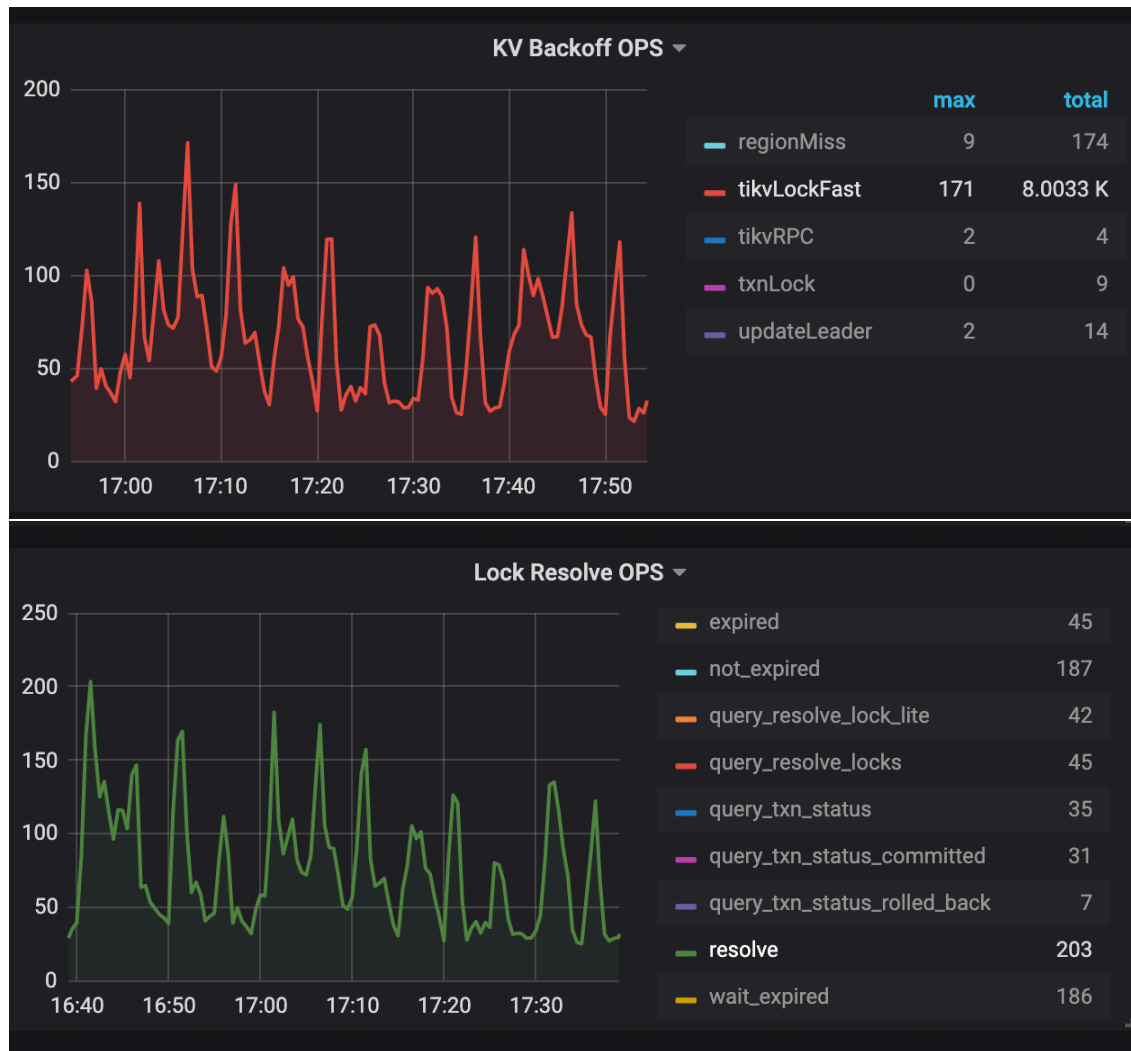 KV Backoff OPS
200
150
100
50
0
17:00 17:10 17:20 17:30 17:40 17:50
max total
regionMiss 9 174
tikvLockFast 171 8.0033 K
tikvRPC 2 4
txnLock 0 9
updateLeader 2 14
Lock Resolve OPS
250
200
150
100
50
0
16:40 16:50 17:00 17:10 17:20 17:30
expired 45
not_expired 187
query_resolve_lock_lite 42
query_resolve_locks 45
query_txn_status 35
query_txn_status_committed 31
query_txn_status_rolled_back 7
resolve 203
wait_expired 186